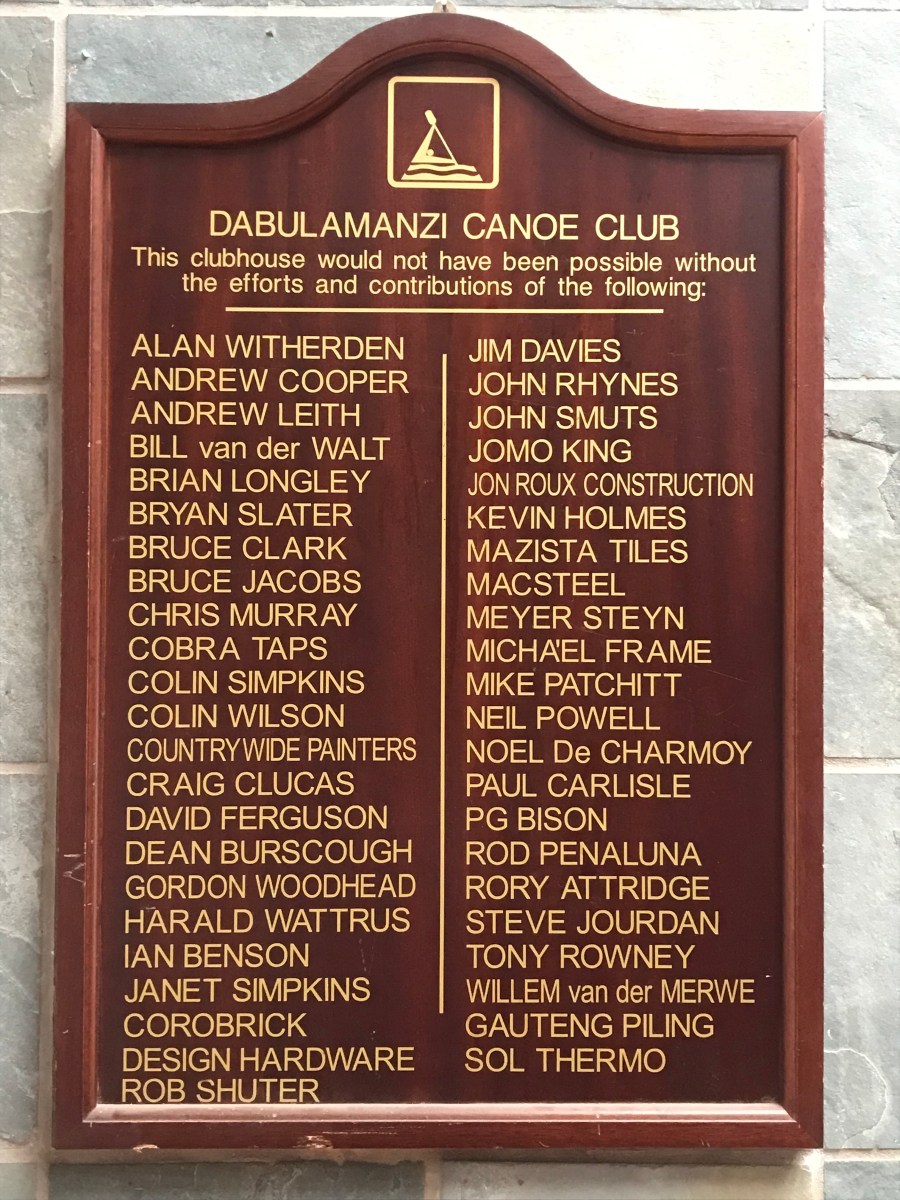 DABULAMANZI CANOE CLUB
This clubhouse would not have been possible without
the efforts and contributions of the following:
ALAN WITHERDEN
ANDREW COOPER
ANDREW LEITH
BILL van der WALT
BRIAN LONGLEY
BRYAN SLATER
BRUCE CLARK
BRUCE JACOBS
CHRIS MURRAY
COBRA TAPS
COLIN SIMPKINS
COLIN WILSON
COUNTRYWIDE PAINTERS
CRAIG CLUCAS
DAVID FERGUSON
DEAN BURSCOUGH
GORDON WOODHEAD
HARALD WATTRUS
IAN BENSON
JANET SIMPKINS
COROBRICK
DESIGN HARDWARE
ROB SHUTER
JIM DAVIES
JOHN RHYNES
JOHN SMUTS
JOMO KING
JON ROUX CONSTRUCTION
KEVIN HOLMES
MAZISTA TILES
MACSTEEL
MEYER STEYN
MICHA'EL FRAME
MIKE PATCHITT
NEIL POWELL
NOEL De CHARMOY
PAUL CARLISLE
PG BISON
ROD PENALUNA
RORY ATTRIDGE
STEVE JOURDAN
TONY ROWNEY
WILLEM van der MERWE
GAUTENG PILING
SOL THERMO